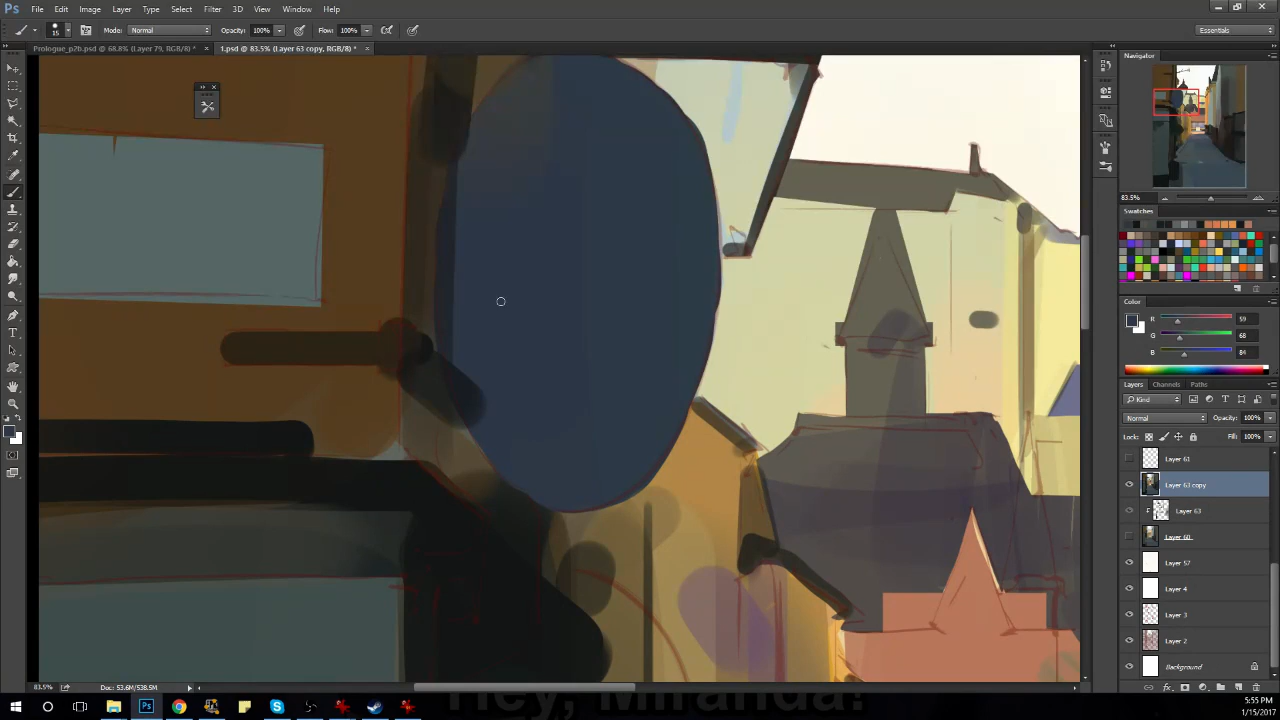 Ps File Edit Image Layer Type Select Filter 3D View Window Help
15 Mode: Normal Opacity: 100% Flow: 100% Essentials
Prologue_p2b.psd @ 68.8% (Layer 79, RGB/8) * × 1.psd @ 83.5% (Layer 63 copy, RGB/8) * ×
Navigator
83.5%
Swatches
Color
R 59
G 68
B 84
Layers Channels Paths
Kind
Normal Opacity: 100%
Lock: Fill: 100%
Layer 61
Layer 63 copy
Layer 63
Layer 60
Layer 57
Layer 4
Layer 3
Layer 2
Background
83.5% Doc: 53.6M/538.5M
Hey, Miranda!
5:55 PM
1/15/2017